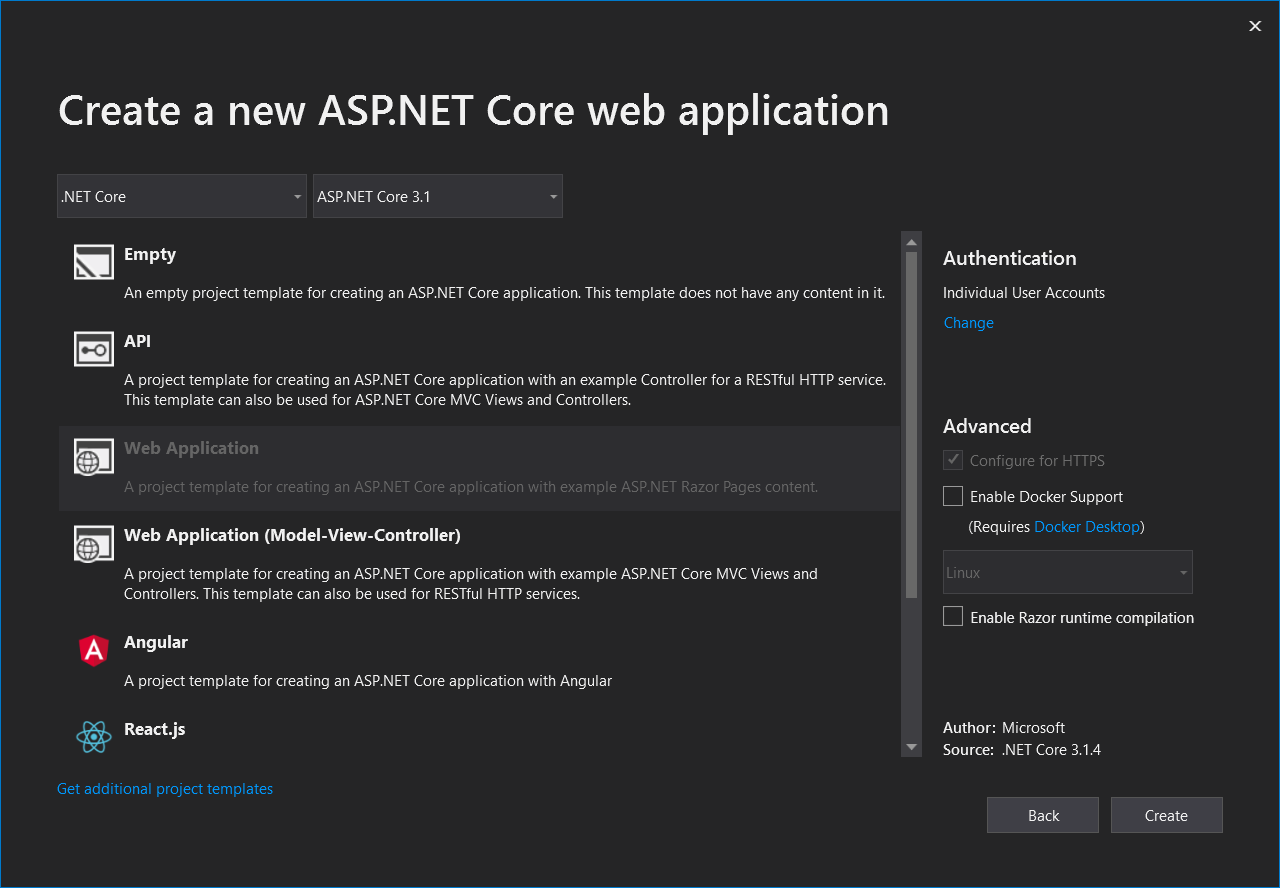 Create a new ASP.NET Core web application
.NET Core
ASP.NET Core 3.1
Empty
An empty project template for creating an ASP.NET Core application. This template does not have any content in it.
API
A project template for creating an ASP.NET Core application with an example Controller for a RESTful HTTP service.
This template can also be used for ASP.NET Core MVC Views and Controllers.
Web Application
A project template for creating an ASP.NET Core application with example ASP.NET Razor Pages content.
Web Application (Model-View-Controller)
A project template for creating an ASP.NET Core application with example ASP.NET Core MVC Views and
Controllers. This template can also be used for RESTful HTTP services.
Angular
A project template for creating an ASP.NET Core application with Angular
React.js
Get additional project templates
Authentication
Individual User Accounts
Change
Advanced
Configure for HTTPS
Enable Docker Support
(Requires Docker Desktop)
Linux
Enable Razor runtime compilation
Author: Microsoft
Source: .NET Core 3.1.4
Back
Create